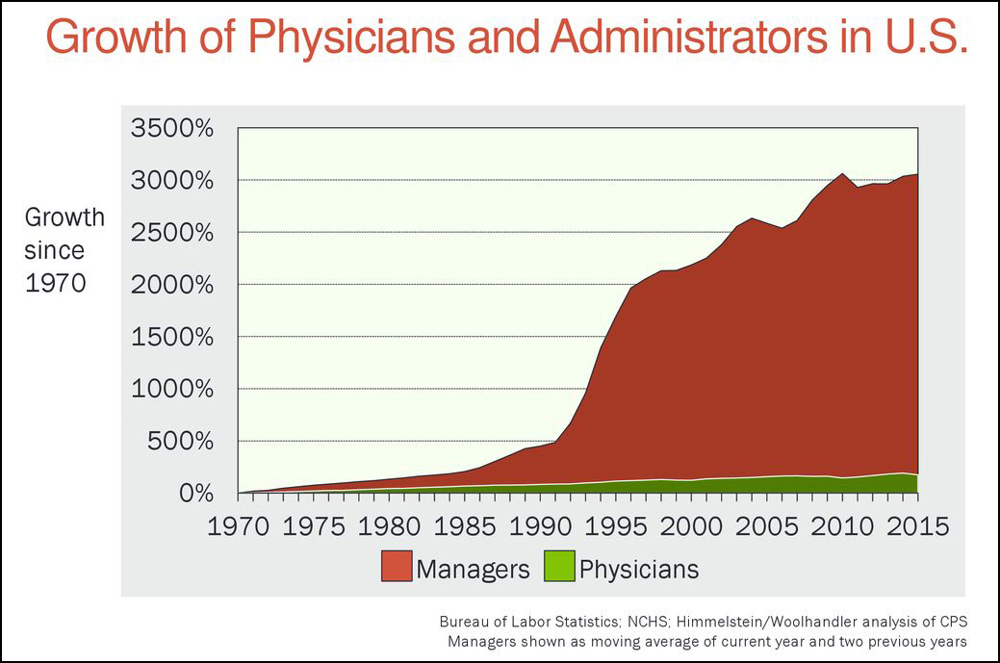 Growth of Physicians and Administrators in U.S.
3500%
3000%
2500%
2000%
1500%
1000%
500%
0%
Growth
since
1970
1970 1975 1980 1985 1990 1995 2000 2005 2010 2015
Managers Physicians
Bureau of Labor Statistics; NCHS; Himmelstein/Woolhandler analysis of CPS
Managers shown as moving average of current year and two previous years